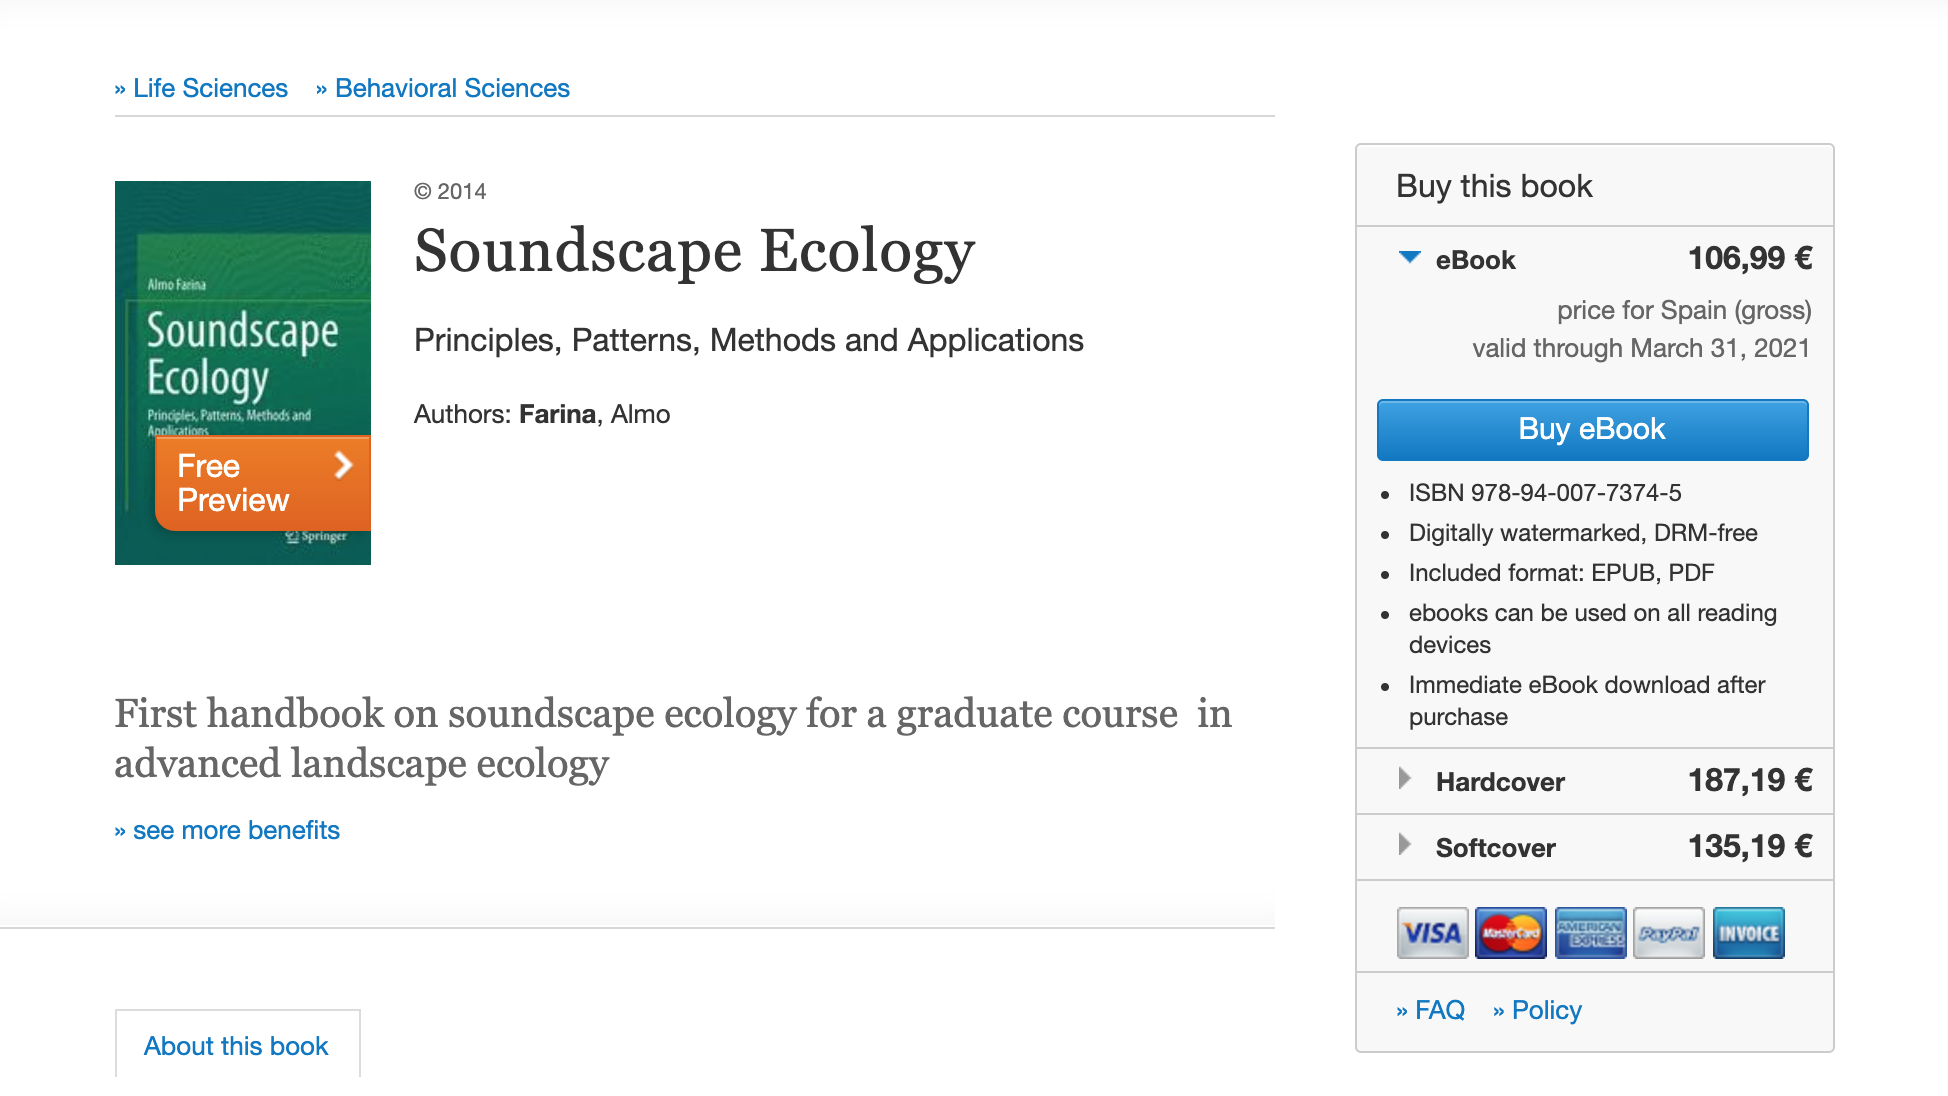 » Life Sciences » Behavioral Sciences
Almo Farina
Soundscape
Ecology
Principles, Patterns, Methods and
Applications
Free
Preview
Springer
© 2014
Soundscape Ecology
Principles, Patterns, Methods and Applications
Authors: Farina, Almo
First handbook on soundscape ecology for a graduate course in
advanced landscape ecology
» see more benefits
About this book
Buy this book
eBook 106,99 €
price for Spain (gross)
valid through March 31, 2021
Buy eBook
• ISBN 978-94-007-7374-5
• Digitally watermarked, DRM-free
• Included format: EPUB, PDF
• ebooks can be used on all reading
devices
• Immediate eBook download after
purchase
Hardcover 187,19 €
Softcover 135,19 €
VISA MasterCard AMERICAN EXPRESS PayPal INVOICE
» FAQ » Policy